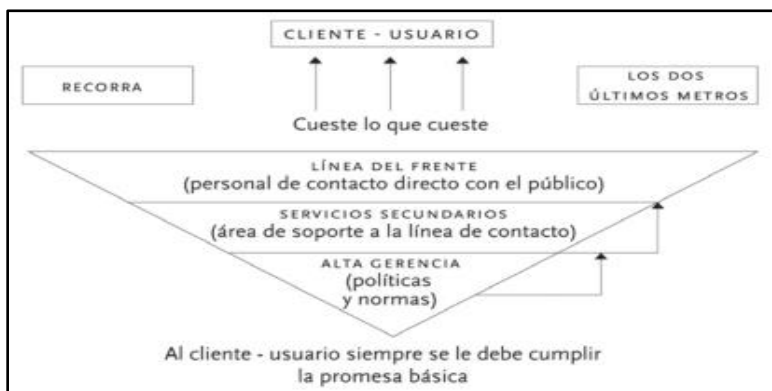 CLIENTE - USUARIO
RECORRA
LOS DOS
ÚLTIMOS METROS
Cueste lo que cueste
LÍNEA DEL FRENTE
(personal de contacto directo con el público)
SERVICIOS SECUNDARIOS
(área de soporte a la línea de contacto)
ALTA GERENCIA
(políticas
y normas)
Al cliente - usuario siempre se le debe cumplir
la promesa básica